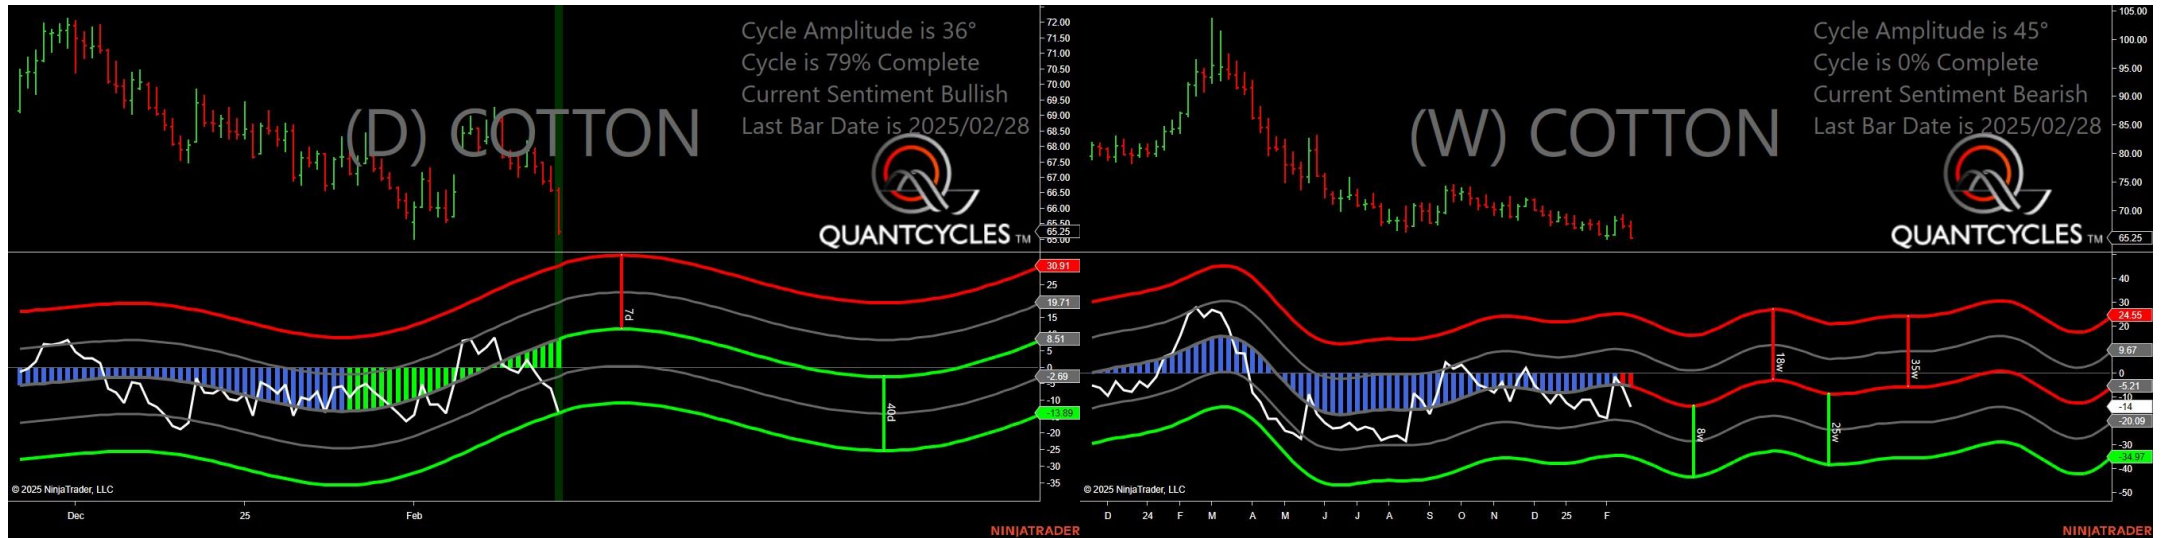 Cycle Amplitude is 36°
Cycle is 79% Complete
Current Sentiment Bullish
Last Bar Date is 2025/02/28
(D) COTTON
QUANTCYCLES TM
72.00
71.50
71.00
70.50
70.00
69.50
69.00
68.50
68.00
67.50
67.00
66.50
66.00
65.50
65.25
65.00
30.91
25
19.71
15
8.51
5
0
-2.69
-5
-10
-13.89
-20
-25
-30
-35
7d
40d
© 2025 NinjaTrader, LLC
Dec
25
Feb
NINJATRADER
Cycle Amplitude is 45°
Cycle is 0% Complete
Current Sentiment Bearish
Last Bar Date is 2025/02/28
(W) COTTON
QUANTCYCLES TM
105.00
100.00
95.00
90.00
85.00
80.00
75.00
70.00
65.25
40
30
24.55
20
9.67
0
-5.21
-10
-14
-20.09
-30
-34.97
-40
-50
18w
35w
8w
25w
© 2025 NinjaTrader, LLC
D 24 F M A M J J A S O N D 25 F
NINJATRADER